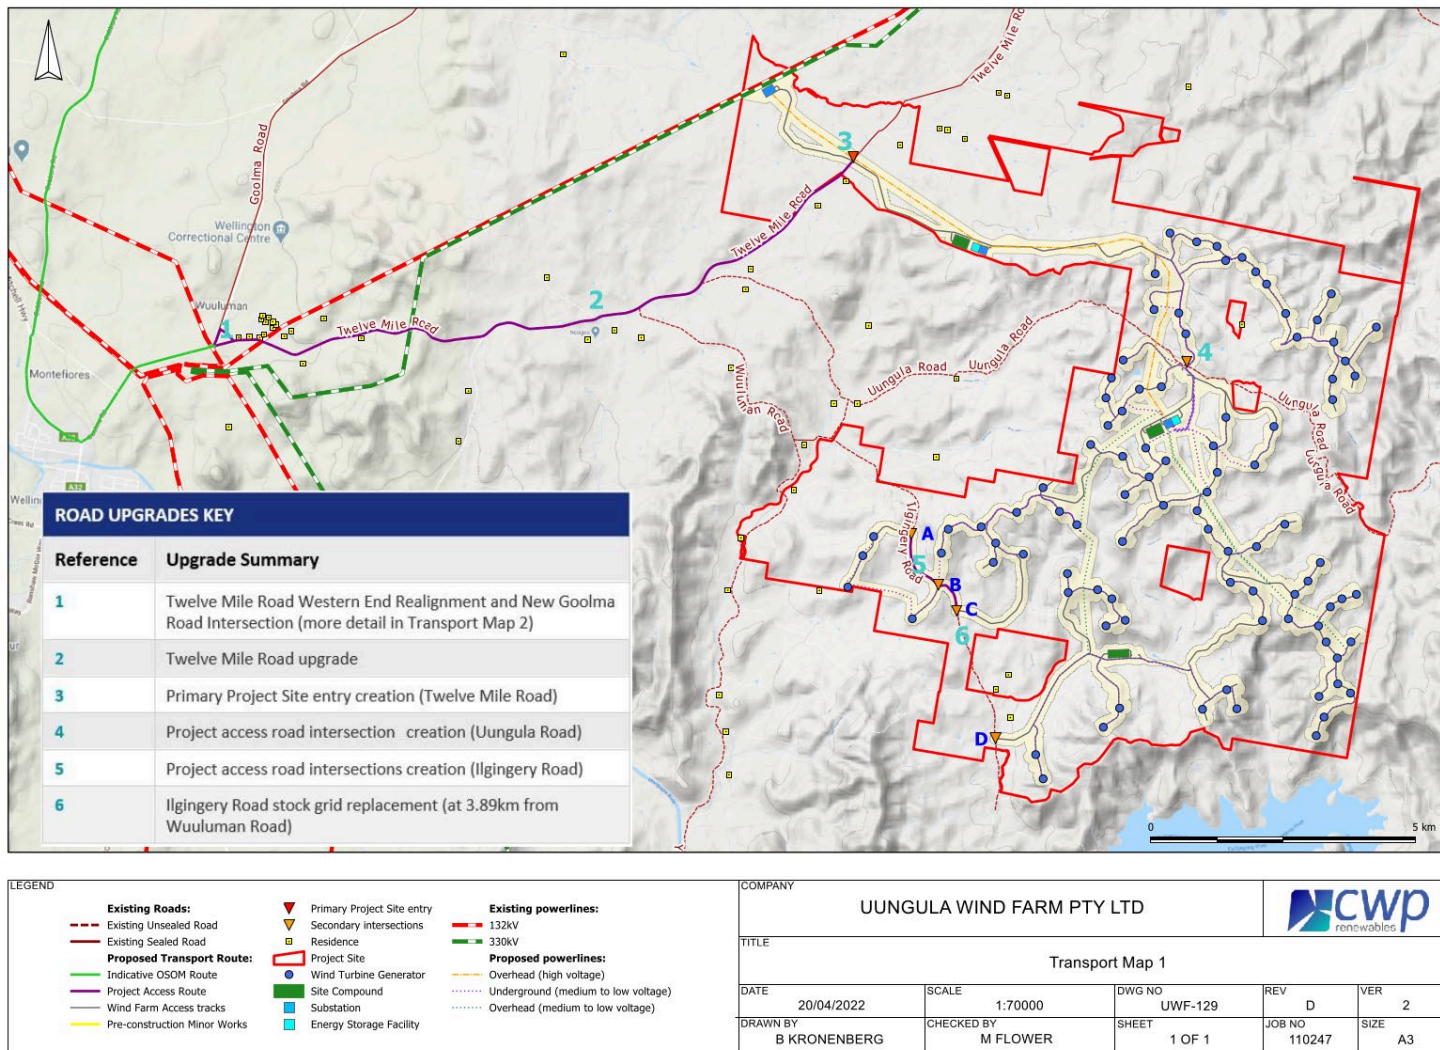 Twelve Mile Ro
Goolma Road
Wellington
Correctional Centre
Wuuluman
Montefiores
Twelve Mile Road
Twelve Mile Road
Wuuluman Road
Uungula Road
Uungula Road
Uungula Road
Uungula Road
Ilgingery Road
1
2
3
4
5
6
A
B
C
D
A32
Wellin
0
5 km
ROAD UPGRADES KEY
Reference Upgrade Summary
1 Twelve Mile Road Western End Realignment and New Goolma
Road Intersection (more detail in Transport Map 2)
2 Twelve Mile Road upgrade
3 Primary Project Site entry creation (Twelve Mile Road)
4 Project access road intersection creation (Uungula Road)
5 Project access road intersections creation (Ilgingery Road)
6 Ilgingery Road stock grid replacement (at 3.89km from
Wuuluman Road)
LEGEND
Existing Roads:
Existing Unsealed Road
Existing Sealed Road
Proposed Transport Route:
Indicative OSOM Route
Project Access Route
Wind Farm Access tracks
Pre-construction Minor Works
Primary Project Site entry
Secondary intersections
Residence
Project Site
Wind Turbine Generator
Site Compound
Substation
Energy Storage Facility
Existing powerlines:
132kV
330kV
Proposed powerlines:
Overhead (high voltage)
Underground (medium to low voltage)
Overhead (medium to low voltage)
COMPANY
UUNGULA WIND FARM PTY LTD
cwp
renewables
TITLE
Transport Map 1
DATE
20/04/2022
SCALE
1:70000
DWG NO
UWF-129
REV
D
VER
2
DRAWN BY
B KRONENBERG
CHECKED BY
M FLOWER
SHEET
1 OF 1
JOB NO
110247
SIZE
A3